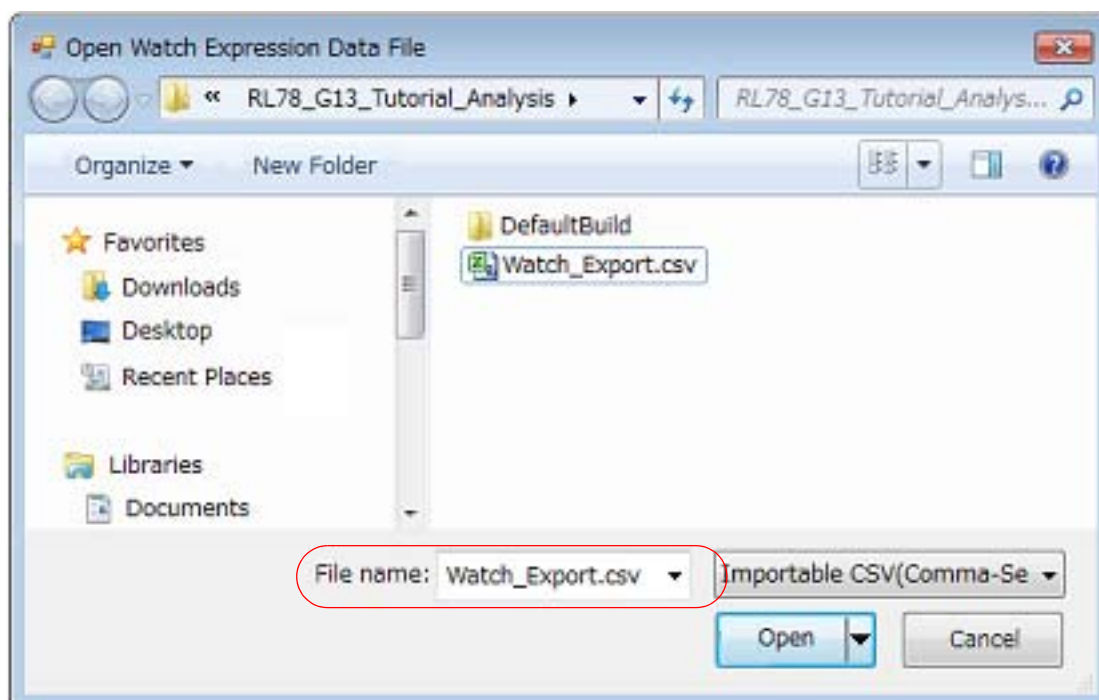 Open Watch Expression Data File
« RL78_G13_Tutorial_Analysis
RL78_G13_Tutorial_Analys...
Organize
New Folder
Favorites
Downloads
Desktop
Recent Places
Libraries
Documents
DefaultBuild
Watch_Export.csv
File name: Watch_Export.csv
Importable CSV(Comma-Se
Open
Cancel